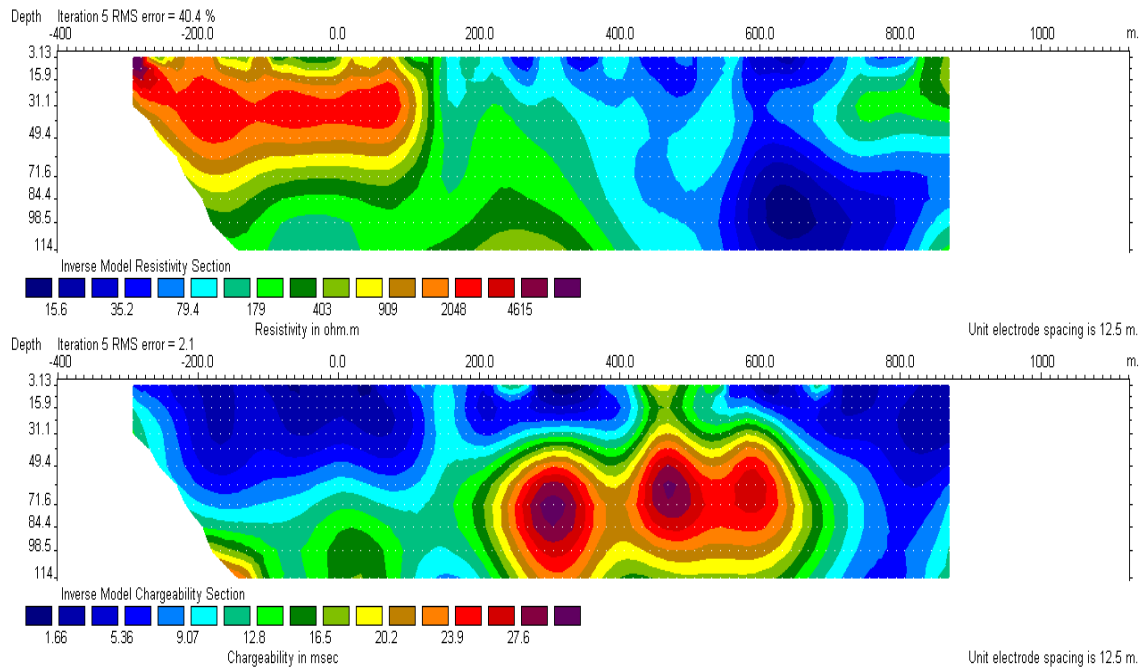 Depth Iteration 5 RMS error = 40.4 %
-400 -200.0 0.0 200.0 400.0 600.0 800.0 1000 m.
3.13
15.9
31.1
49.4
71.6
84.4
98.5
114.
Inverse Model Resistivity Section
15.6 35.2 79.4 179 403 909 2048 4615
Resistivity in ohm.m
Unit electrode spacing is 12.5 m.
Depth Iteration 5 RMS error = 2.1
-400 -200.0 0.0 200.0 400.0 600.0 800.0 1000 m.
3.13
15.9
31.1
49.4
71.6
84.4
98.5
114.
Inverse Model Chargeability Section
1.66 5.36 9.07 12.8 16.5 20.2 23.9 27.6
Chargeability in msec
Unit electrode spacing is 12.5 m.